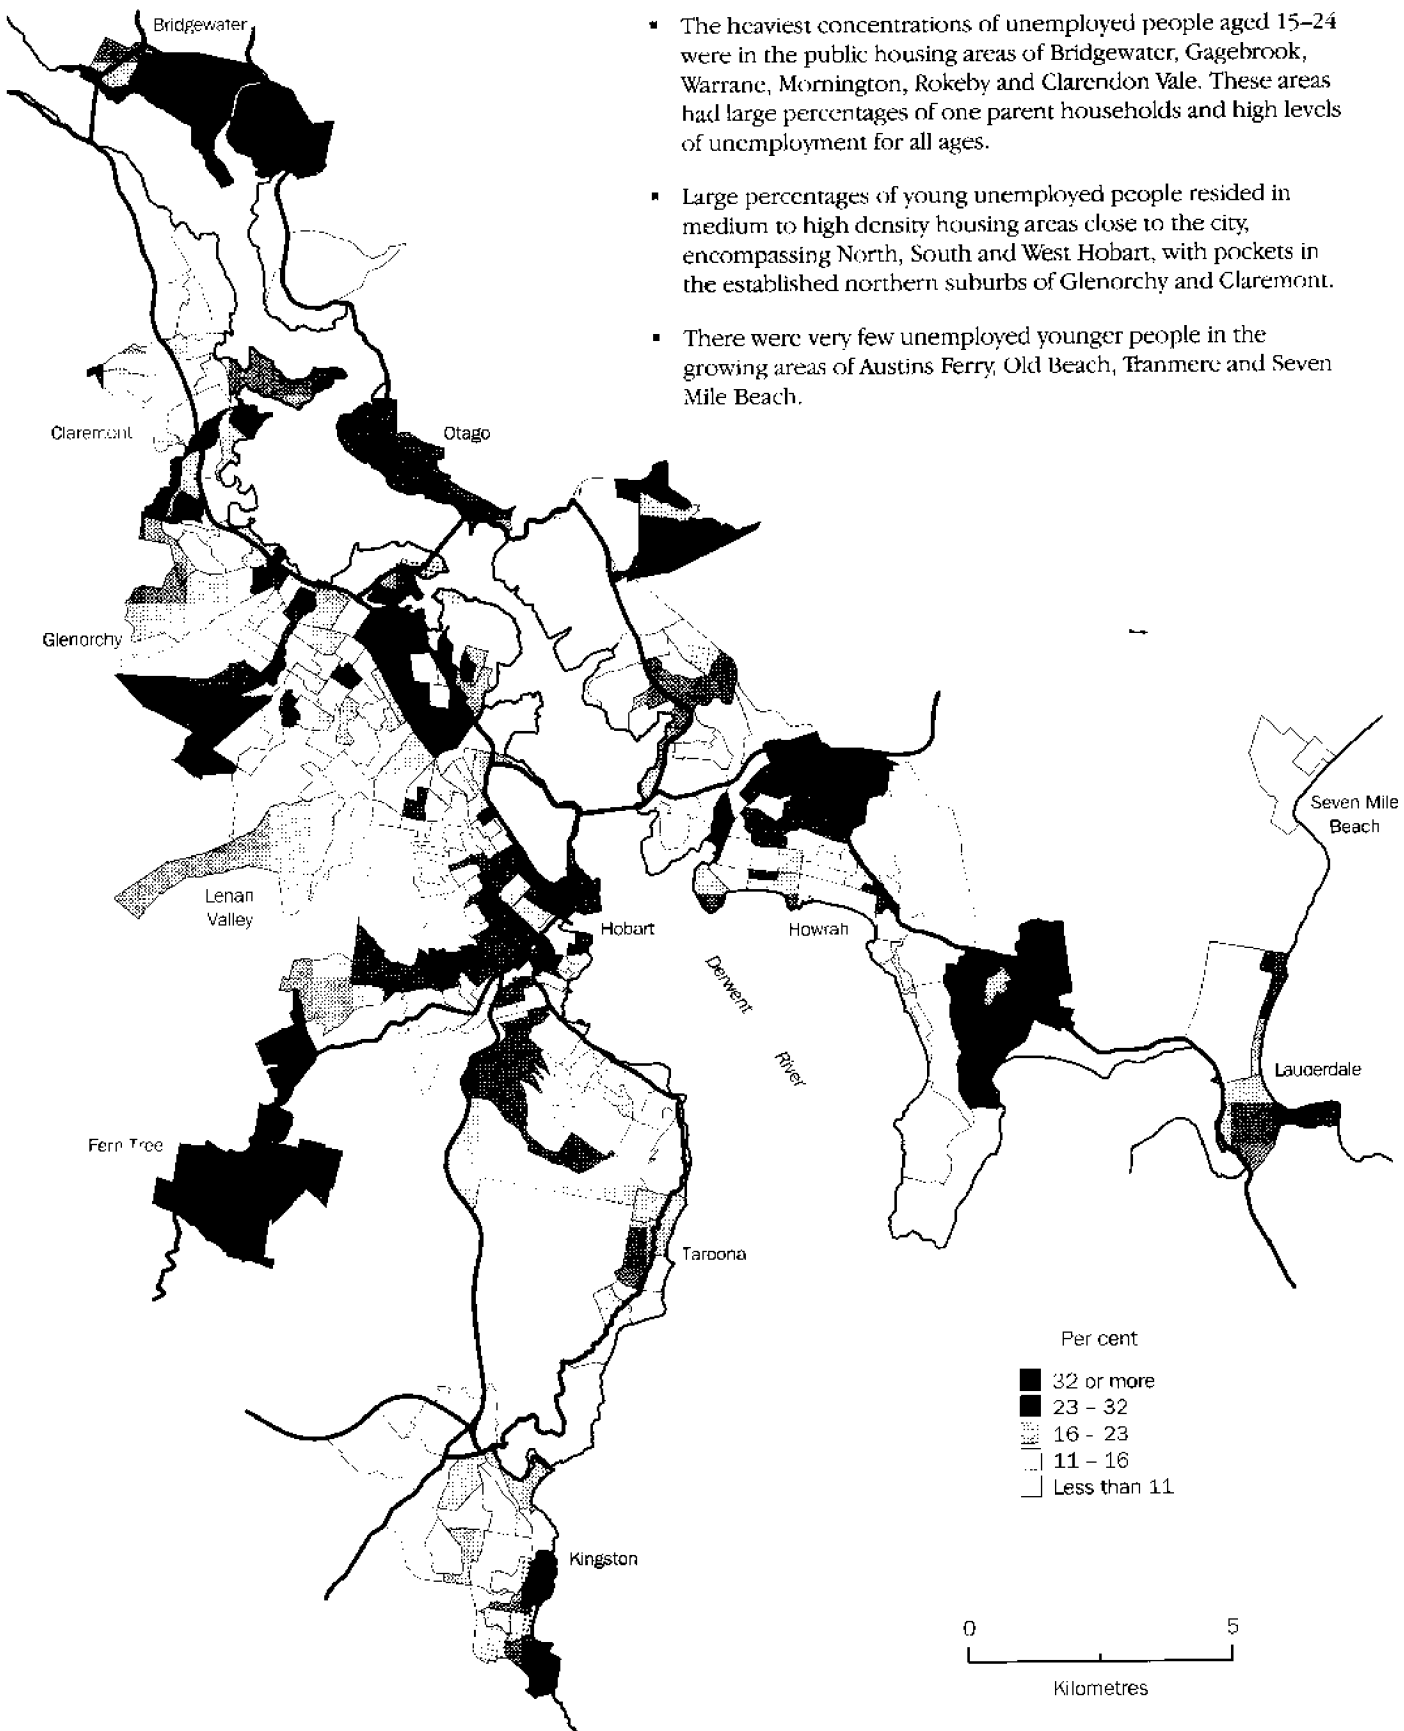 Bridgewater
▪ The heaviest concentrations of unemployed people aged 15–24
were in the public housing areas of Bridgewater, Gagebrook,
Warrane, Mornington, Rokeby and Clarendon Vale. These areas
had large percentages of one parent households and high levels
of unemployment for all ages.
▪ Large percentages of young unemployed people resided in
medium to high density housing areas close to the city,
encompassing North, South and West Hobart, with pockets in
the established northern suburbs of Glenorchy and Claremont.
▪ There were very few unemployed younger people in the
growing areas of Austins Ferry, Old Beach, Tranmere and Seven
Mile Beach.
Claremont
Otago
Glenorchy
Seven Mile
Beach
Lenah
Valley
Hobart
Howrah
Derwent
River
Lauderdale
Fern Tree
Taroona
Per cent
32 or more
23 – 32
16 – 23
11 – 16
Less than 11
Kingston
0 5
Kilometres